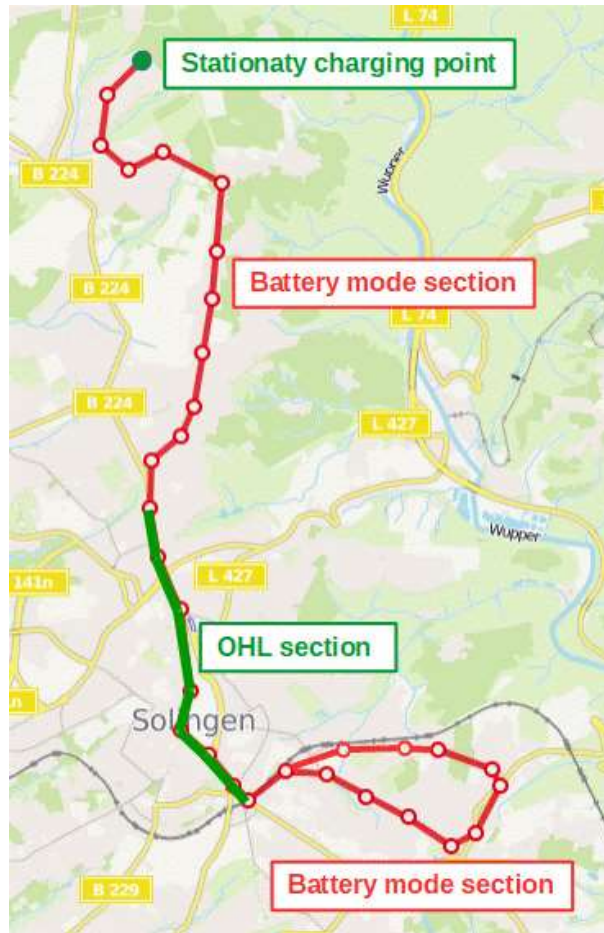 L 74
Stationaty charging point
Wupper
B 224
Battery mode section
B 224
L 74
B 224
L 427
Wupper
141n
L 427
OHL section
Solingen
Battery mode section
B 229